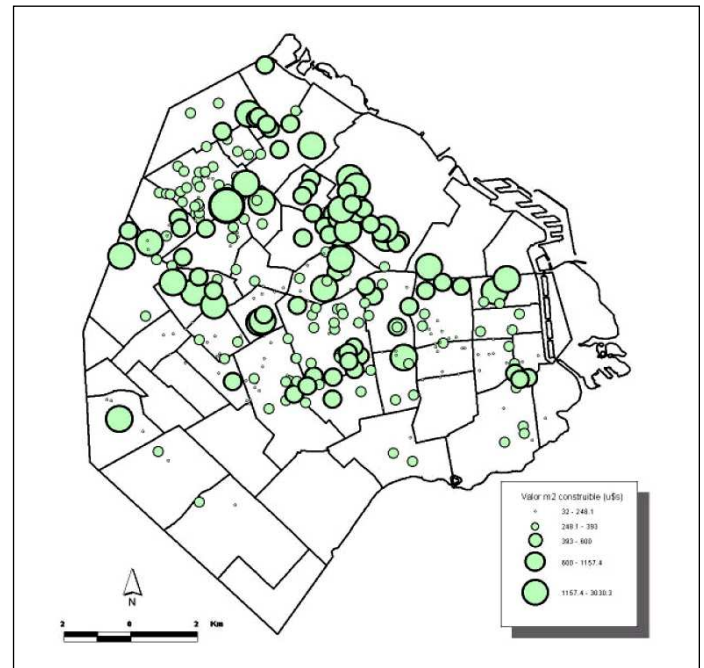 Valor m2 construible (u$s)
32 - 248.1
248.1 - 393
393 - 600
600 - 1157.4
1157.4 - 3030.3
N
2 0 2 Km